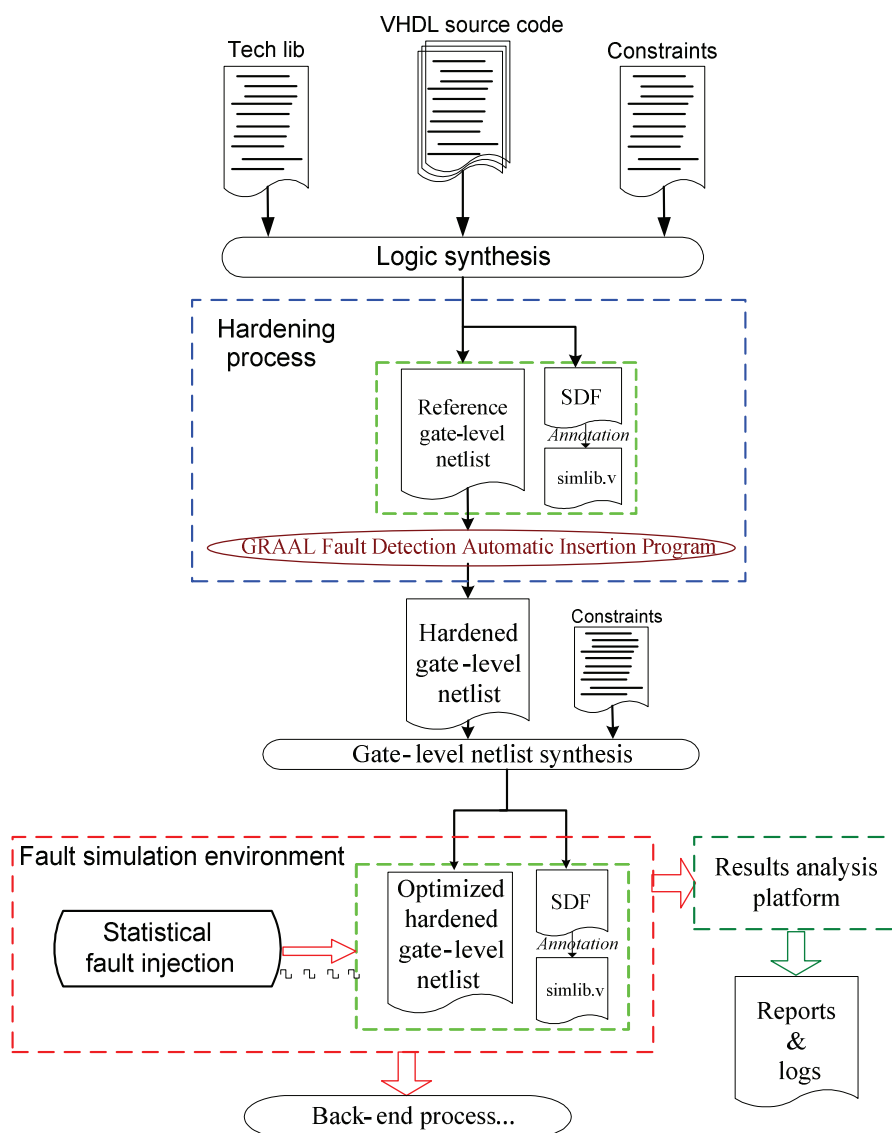 VHDL source code
Tech lib
Constraints
Logic synthesis
Hardening
process
Reference
gate-level
netlist
SDF
Annotation
simlib.v
GRAAL Fault Detection Automatic Insertion Program
Hardened
gate-level
netlist
Constraints
Gate-level netlist synthesis
Fault simulation environment
Statistical
fault injection
Optimized
hardened
gate-level
netlist
SDF
Annotation
simlib.v
Results analysis
platform
Reports
&
logs
Back-end process...